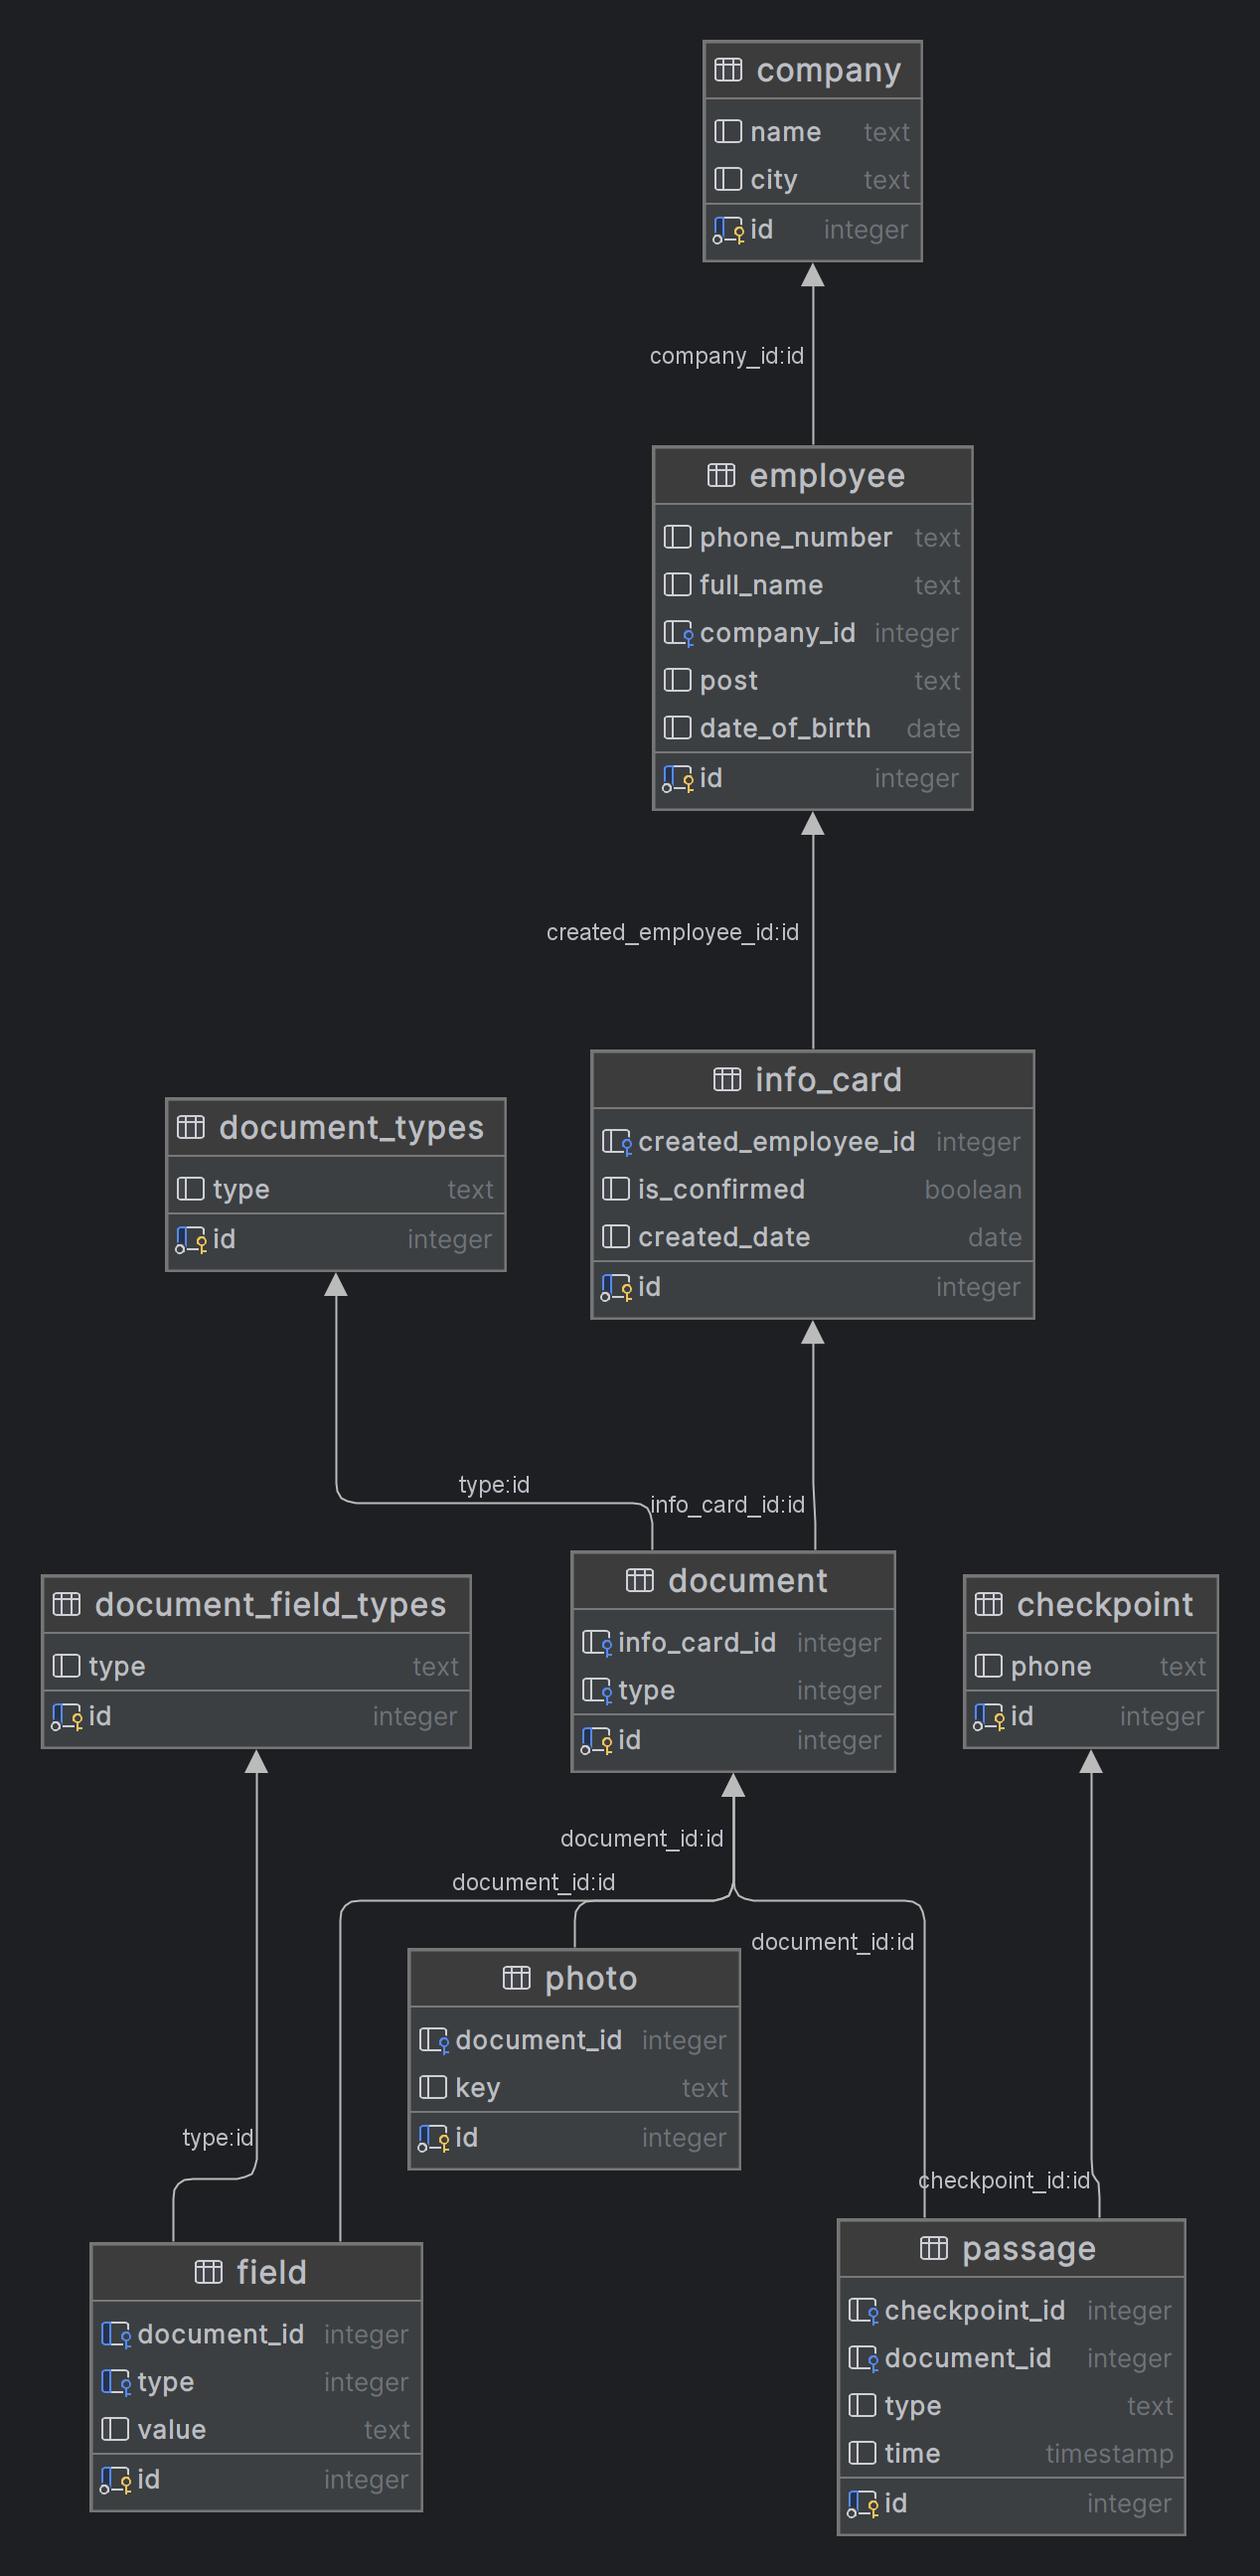 company
name text
city text
id integer
company_id:id
employee
phone_number text
full_name text
company_id integer
post text
date_of_birth date
id integer
created_employee_id:id
info_card
created_employee_id integer
is_confirmed boolean
created_date date
id integer
document_types
type text
id integer
type:id
info_card_id:id
document
info_card_id integer
type integer
id integer
document_field_types
type text
id integer
checkpoint
phone text
id integer
document_id:id
document_id:id
document_id:id
photo
document_id integer
key text
id integer
type:id
checkpoint_id:id
field
document_id integer
type integer
value text
id integer
passage
checkpoint_id integer
document_id integer
type text
time timestamp
id integer